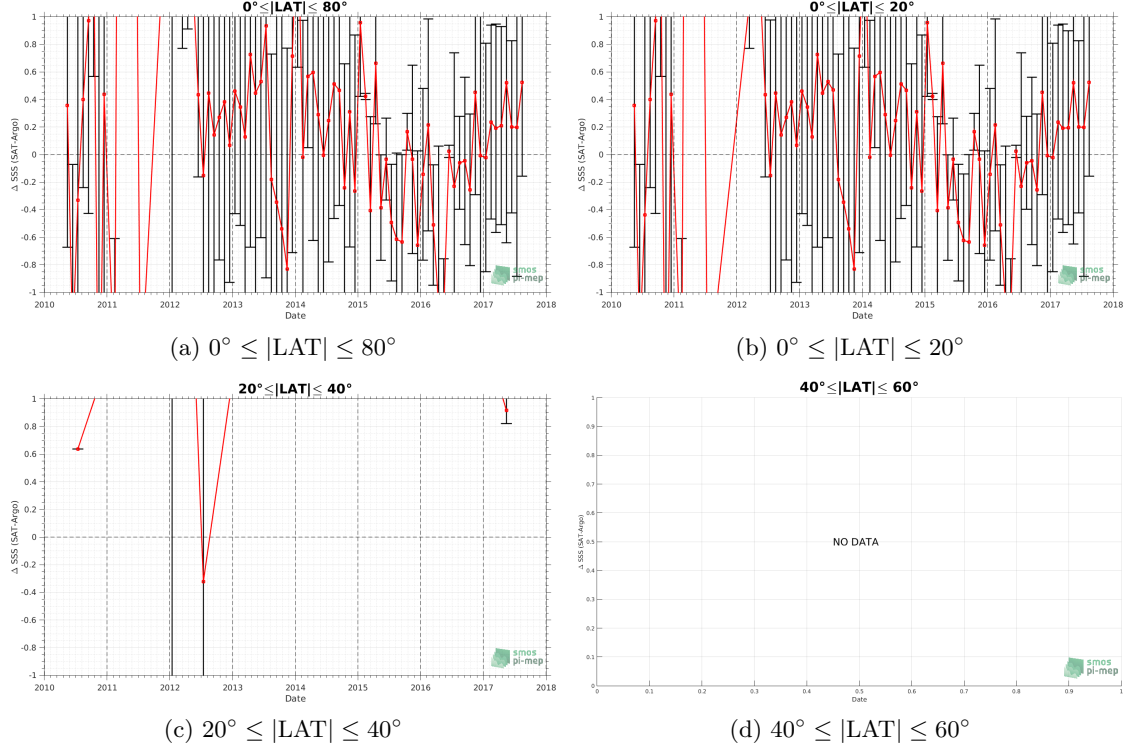 0°≤|LAT|≤ 80°
Δ SSS (SAT-Argo)
1
0.8
0.6
0.4
0.2
0
-0.2
-0.4
-0.6
-0.8
-1
2010 2011 2012 2013 2014 2015 2016 2017 2018
Date
smos
pi-mep
(a) 0° ≤ |LAT| ≤ 80°
0°≤|LAT|≤ 20°
Δ SSS (SAT-Argo)
1
0.8
0.6
0.4
0.2
0
-0.2
-0.4
-0.6
-0.8
-1
2010 2011 2012 2013 2014 2015 2016 2017 2018
Date
smos
pi-mep
(b) 0° ≤ |LAT| ≤ 20°
20°≤|LAT|≤ 40°
Δ SSS (SAT-Argo)
1
0.8
0.6
0.4
0.2
0
-0.2
-0.4
-0.6
-0.8
-1
2010 2011 2012 2013 2014 2015 2016 2017 2018
Date
smos
pi-mep
(c) 20° ≤ |LAT| ≤ 40°
40°≤|LAT|≤ 60°
Δ SSS (SAT-Argo)
1
0.9
0.8
0.7
0.6
0.5
0.4
0.3
0.2
0.1
0
NO DATA
0 0.1 0.2 0.3 0.4 0.5 0.6 0.7 0.8 0.9 1
Date
smos
pi-mep
(d) 40° ≤ |LAT| ≤ 60°